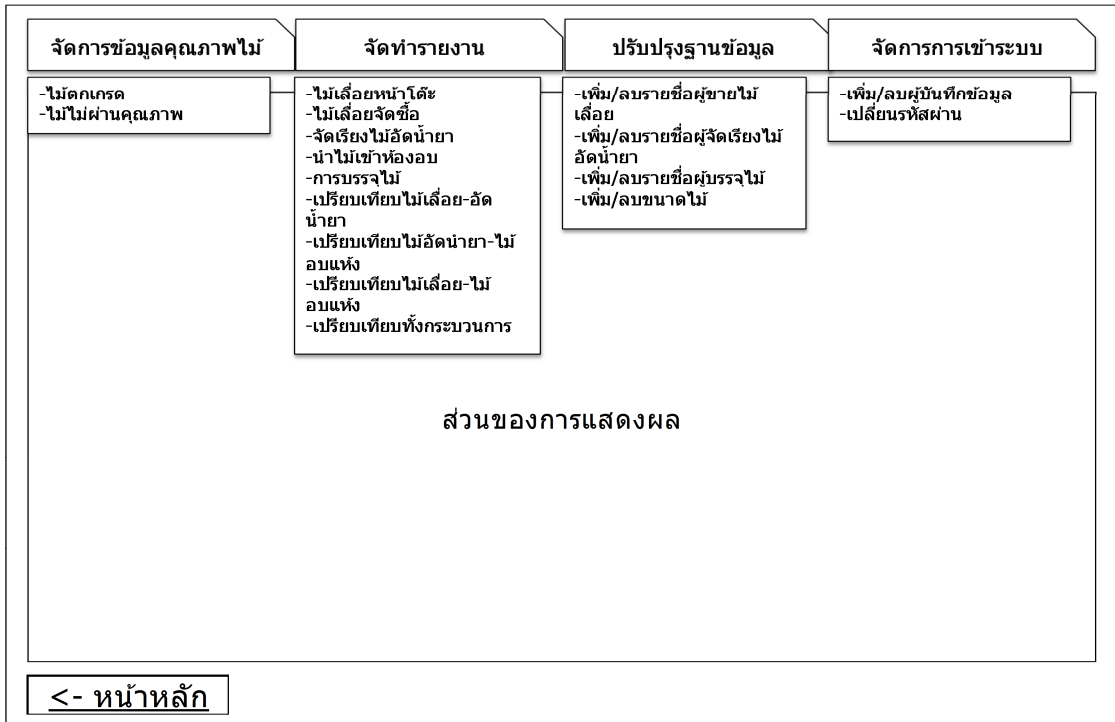 จัดการข้อมูลคุณภาพไม้
จัดทำรายงาน
ปรับปรุงฐานข้อมูล
จัดการการเข้าระบบ
-ไม้ตกเกรด
-ไม้ไม่ผ่านคุณภาพ
-ไม้เลื่อยหน้าโต๊ะ
-ไม้เลื่อยจัดซื้อ
-จัดเรียงไม้อัดน้ำยา
-นำไม้เข้าห้องอบ
-การบรรจุไม้
-เปรียบเทียบไม้เลื่อย-อัด
น้ำยา
-เปรียบเทียบไม้อัดนำยา-ไม้
อบแห้ง
-เปรียบเทียบไม้เลื่อย-ไม้
อบแห้ง
-เปรียบเทียบทั้งกระบวนการ
-เพิ่ม/ลบรายชื่อผู้ขายไม้
เลื่อย
-เพิ่ม/ลบรายชื่อผู้จัดเรียงไม้
อัดน้ำยา
-เพิ่ม/ลบรายชื่อผู้บรรจุไม้
-เพิ่ม/ลบขนาดไม้
-เพิ่ม/ลบผู้บันทึกข้อมูล
-เปลี่ยนรหัสผ่าน
ส่วนของการแสดงผล
<- หน้าหลัก